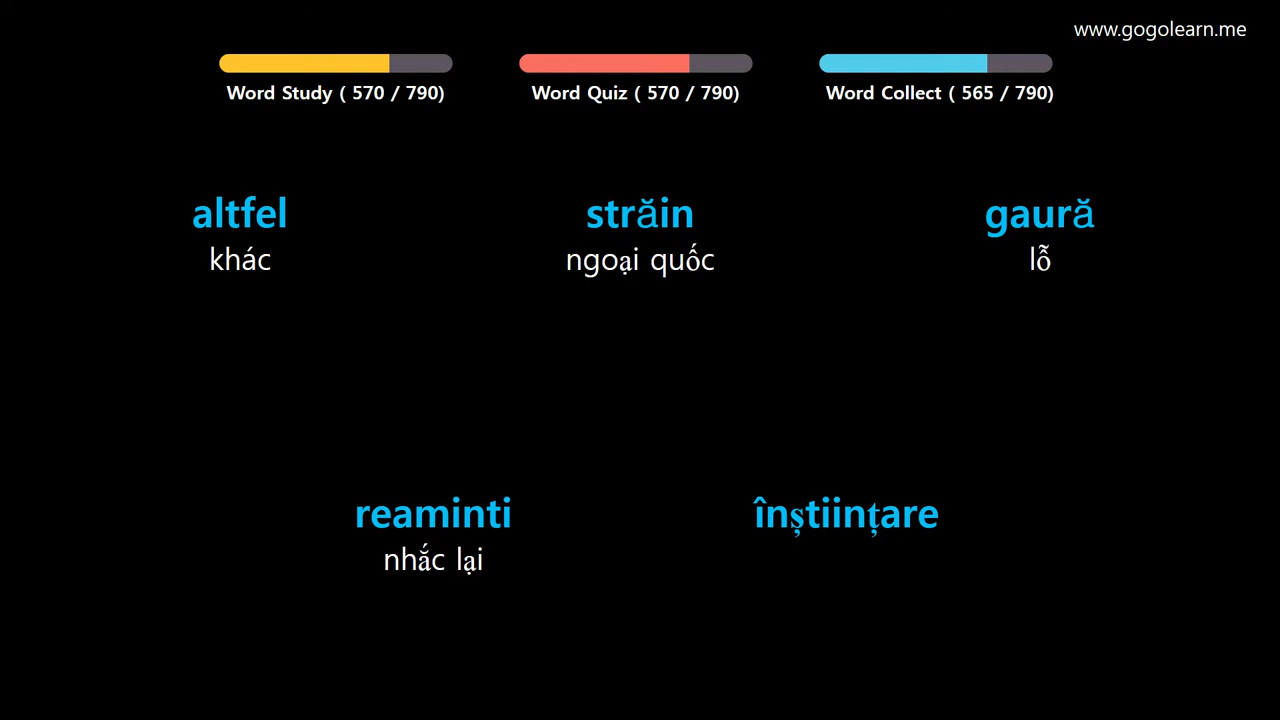 www.gogolearn.me
Word Study ( 570 / 790)
Word Quiz ( 570 / 790)
Word Collect ( 565 / 790)
altfel
khác
străin
ngoại quốc
gaură
lỗ
reaminti
nhắc lại
înștiințare